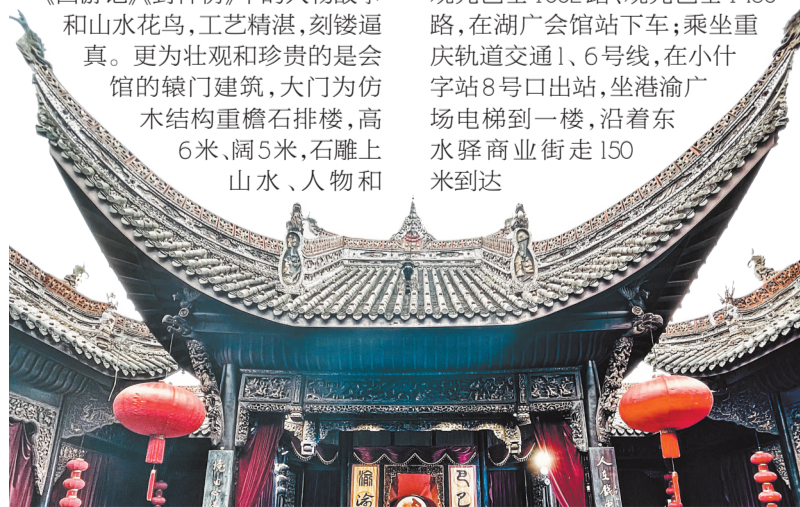 和山水花鸟,工艺精湛,刻镂逼
真。更为壮观和珍贵的是会
馆的辕门建筑,大门为仿
木结构重檐石排楼,高
6米、阔5米,石雕上
山水、人物和
路,在湖广会馆站下车;乘坐重
庆轨道交通1、6号线,在小什
字站8号口出站,坐港渝广
场电梯到一楼,沿着东
水驿商业街走150
米到达
渝渝
巴巴